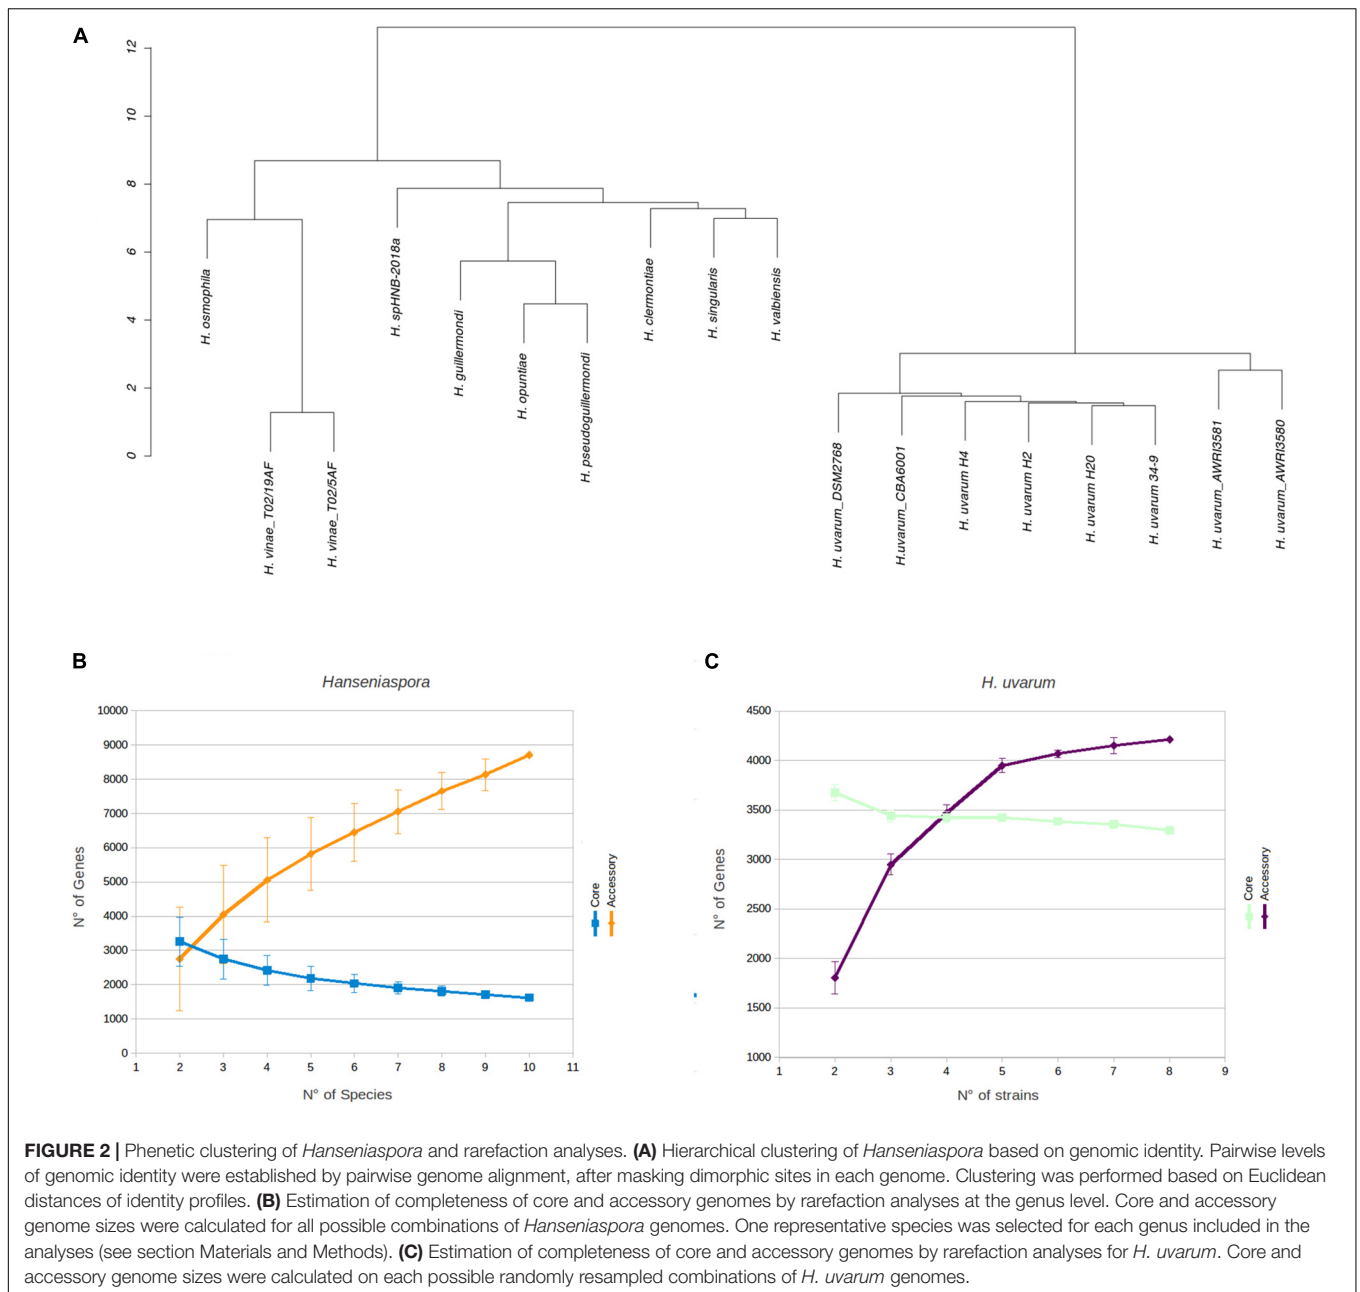 A
12
10
8
6
4
2
0
H. osmophila
H. vinae_T02/19AF
H. vinae_T02/5AF
H. spHNB-2018a
H. guillermondi
H. opuntiae
H. pseudoguillermondi
H. clermontiae
H. singularis
H. valbiensis
H. uvarum_DSM2768
H.uvarum_CBA6001
H. uvarum H4
H. uvarum H2
H. uvarum H20
H. uvarum 34-9
H. uvarum_AWRI3581
H. uvarum_AWRI3580
B
Hanseniaspora
10000
9000
8000
7000
6000
5000
4000
3000
2000
1000
0
N° of Genes
1 2 3 4 5 6 7 8 9 10 11
N° of Species
Core
Accessory
C
H. uvarum
4500
4000
3500
3000
2500
2000
1500
1000
N° of Genes
1 2 3 4 5 6 7 8 9
N° of strains
Core
Accessory
FIGURE 2 | Phenetic clustering of Hanseniaspora and rarefaction analyses. (A) Hierarchical clustering of Hanseniaspora based on genomic identity. Pairwise levels
of genomic identity were established by pairwise genome alignment, after masking dimorphic sites in each genome. Clustering was performed based on Euclidean
distances of identity profiles. (B) Estimation of completeness of core and accessory genomes by rarefaction analyses at the genus level. Core and accessory
genome sizes were calculated for all possible combinations of Hanseniaspora genomes. One representative species was selected for each genus included in the
analyses (see section Materials and Methods). (C) Estimation of completeness of core and accessory genomes by rarefaction analyses for H. uvarum. Core and
accessory genome sizes were calculated on each possible randomly resampled combinations of H. uvarum genomes.